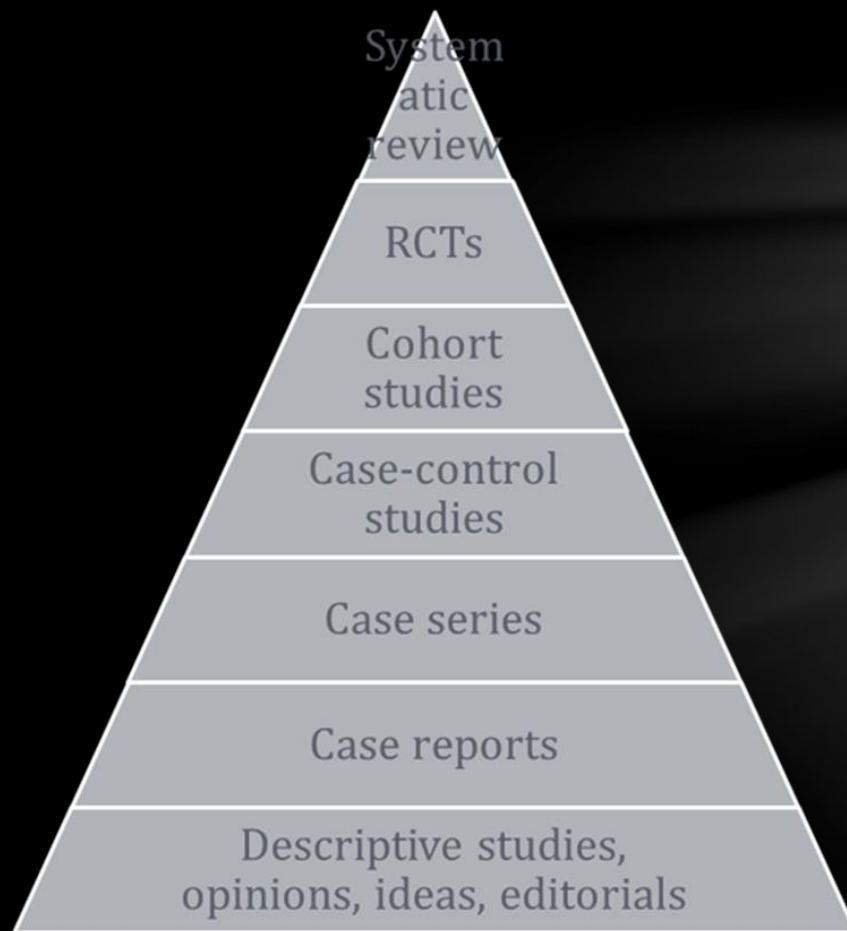 System
atic
review
RCTs
Cohort
studies
Case-control
studies
Case series
Case reports
Descriptive studies,
opinions, ideas, editorials